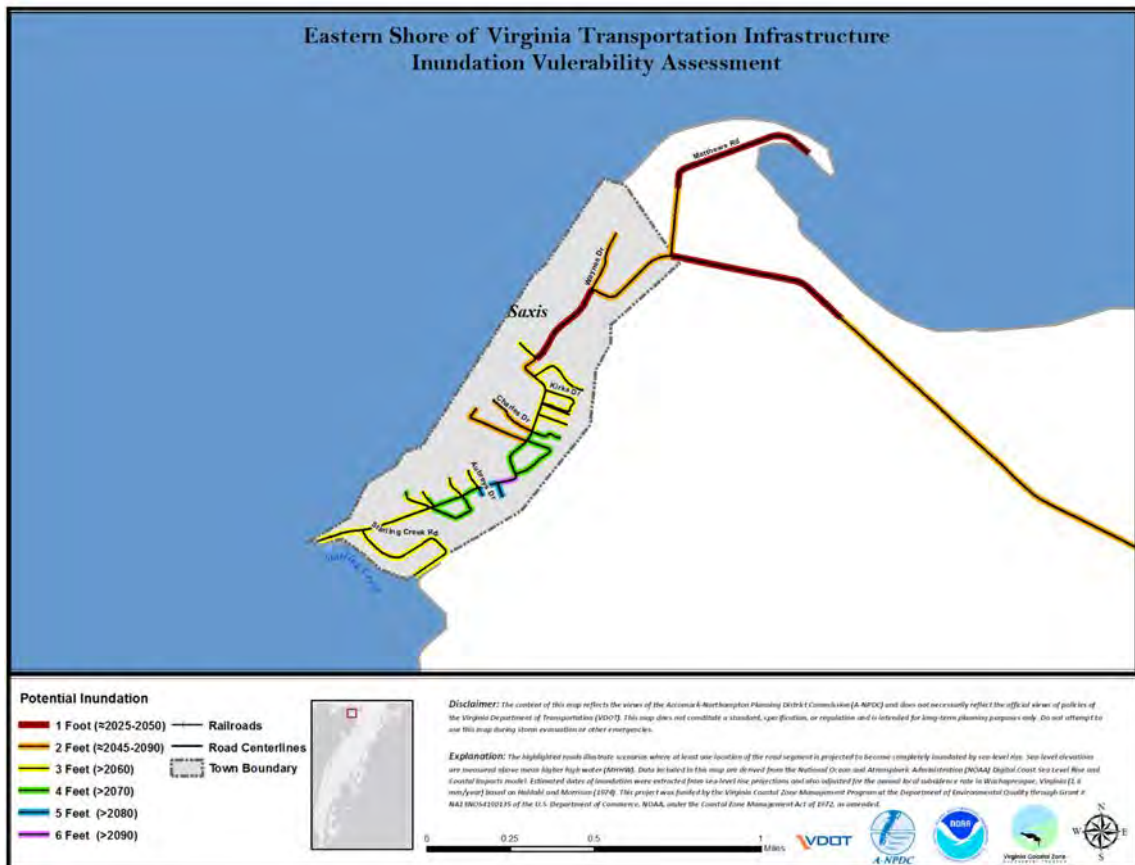 Eastern Shore of Virginia Transportation Infrastructure
Inundation Vulerability Assessment
Matthews Rd
Waynes Dr
Saxis
Kirks Dr
Charles Dr
Aubreys Dr
Starling Creek Rd
Potential Inundation
1 Foot (≈2025-2050)
2 Feet (≈2045-2090)
3 Feet (>2060)
4 Feet (>2070)
5 Feet (>2080)
6 Feet (>2090)
Railroads
Road Centerlines
Town Boundary
Disclaimer: The content of this map reflects the views of the Accomack-Northampton Planning District Commission (A-NPDC) and does not necessarily reflect the official views of policies of
the Virginia Department of Transportation (VDOT). This map does not constitute a standard, specification, or regulation and is intended for long-term planning purposes only. Do not attempt to
use this map during storm evacuation or other emergencies.
Explanation: The highlighted roads illustrate scenarios where at least one location of the road segment is projected to become completely inundated by sea-level rise. Sea-level elevations
are measured above mean higher high water (MHHW). Data included in this map are derived from the National Ocean and Atmospheric Administration (NOAA) Digital Coast Sea Level Rise and
Coastal Impacts model. Estimated dates of inundation were extracted from sea-level rise projections and also adjusted for the annual local subsidence rate in Wachapreague, Virginia (1.6
mm/year) based on Holdahl and Morrison (1974). This project was funded by the Virginia Coastal Zone Management Program at the Department of Environmental Quality through Grant #
of the U.S. Department of Commerce, NOAA, under the Coastal Zone Management Act of 1972, as amended.
0 0.25 0.5 1
Miles
VDOT
A-NPDC
NOAA
Virginia Coastal Zone
N
W E
S